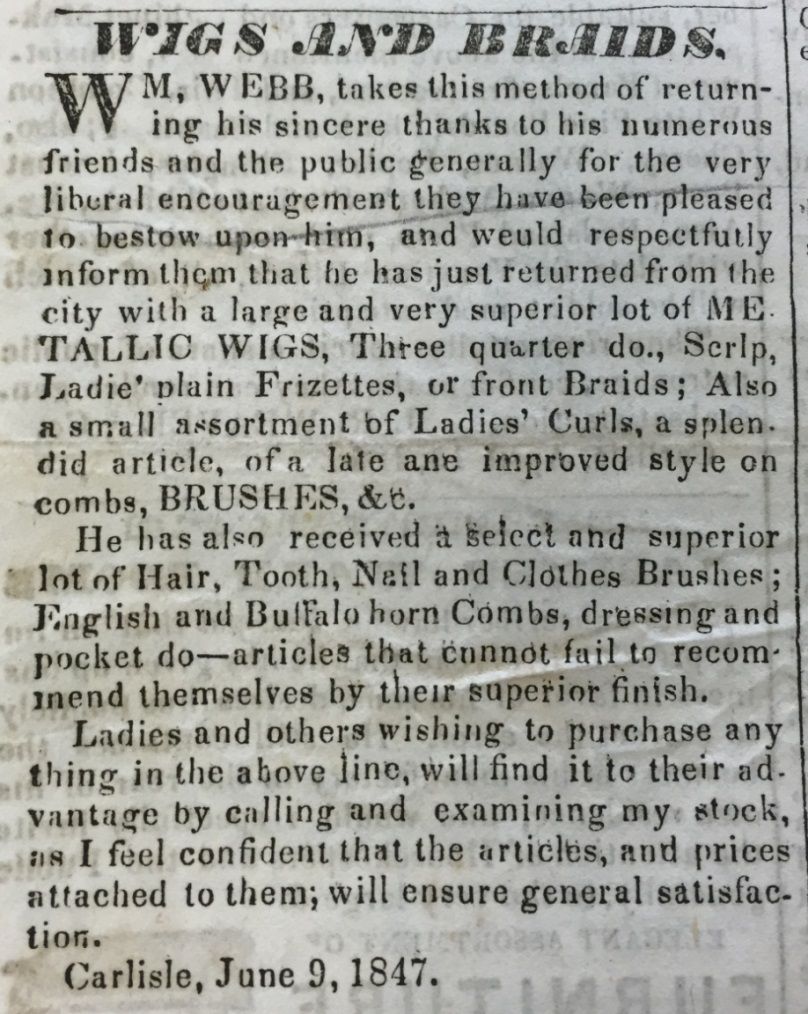 WIGS AND BRAIDS.
WM, WEBB, takes this method of return-
ing his sincere thanks to his numerous
friends and the public generally for the very
liberal encouragement they have been pleased
to bestow upon him, and weuld respectfutly
inform them that he has just returned from the
city with a large and very superior lot of ME-
TALLIC WIGS, Three quarter do., Scrlp,
Ladie' plain Frizettes, or front Braids; Also
a small assortment of Ladies' Curls, a splen-
did article, of a late ane improved style on
combs, BRUSHES, &c.
He has also received a select and superior
lot of Hair, Tooth, Nail and Clothes Brushes;
English and Buffalo horn Combs, dressing and
pocket do—articles that cnnnot fail to recom-
mend themselves by their superior finish.
Ladies and others wishing to purchase any
thing in the above line, will find it to their ad-
vantage by calling and examining my stock,
as I feel confident that the articles, and prices
attached to them; will ensure general satisfac-
tion.
Carlisle, June 9, 1847.